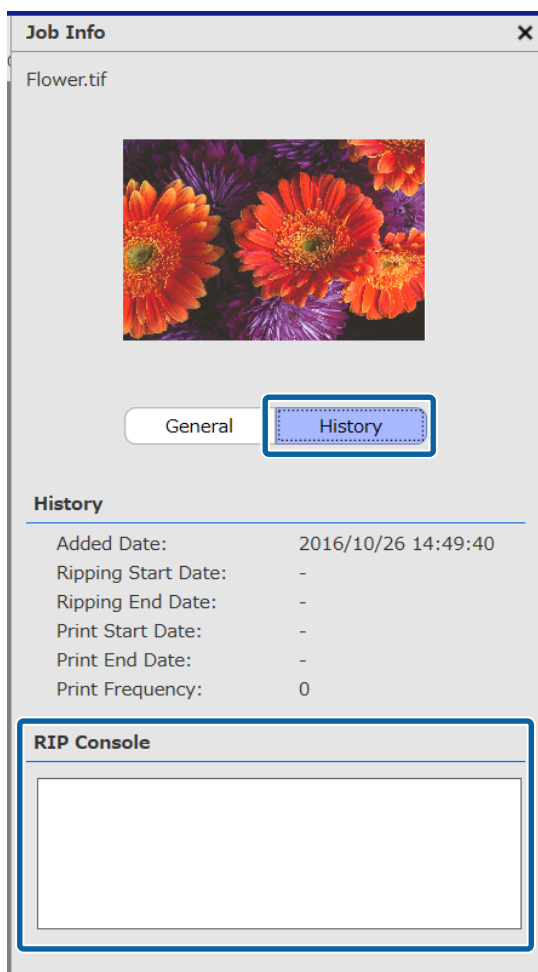 Job Info
Flower.tif
General History
History
Added Date: 2016/10/26 14:49:40
Ripping Start Date: -
Ripping End Date: -
Print Start Date: -
Print End Date: -
Print Frequency: 0
RIP Console